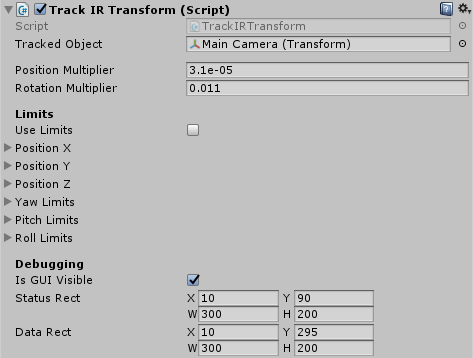 Track IR Transform (Script)
Script TrackIRTransform
Tracked Object Main Camera (Transform)
Position Multiplier 3.1e-05
Rotation Multiplier 0.011
Limits
Use Limits
Position X
Position Y
Position Z
Yaw Limits
Pitch Limits
Roll Limits
Debugging
Is GUI Visible
Status Rect X 10 Y 90
W 300 H 200
Data Rect X 10 Y 295
W 300 H 200